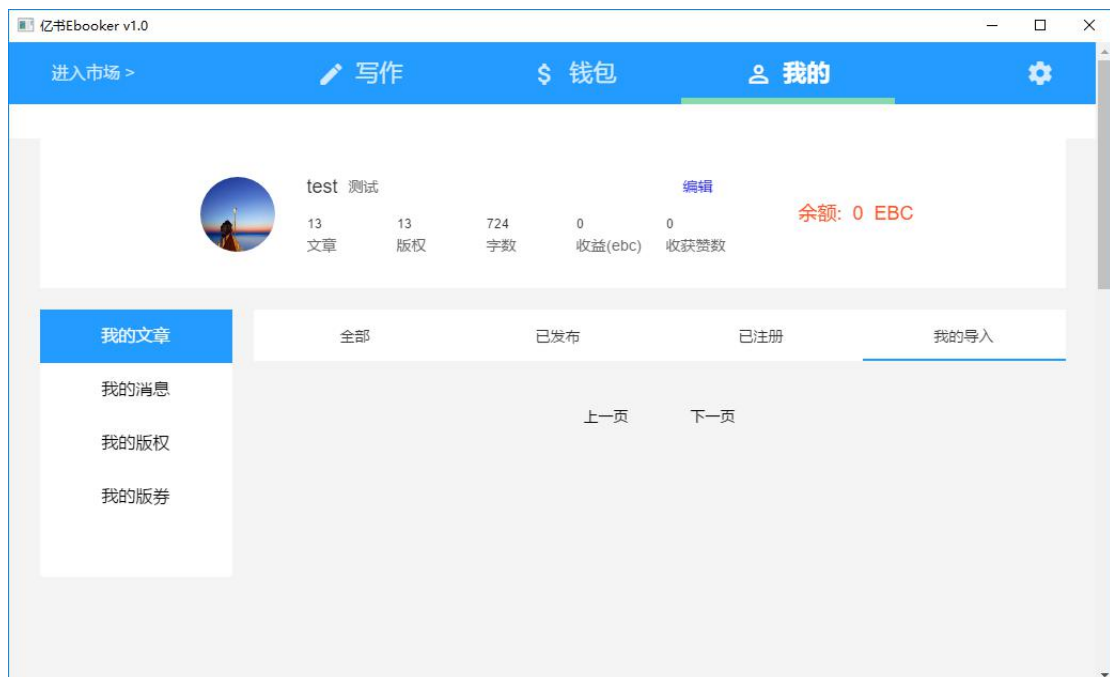 亿书Ebooker v1.0
进入市场 > 写作 $ 钱包 我的
test 测试 编辑
余额: 0 EBC
13 13 724 0 0
文章 版权 字数 收益(ebc) 收获赞数
我的文章 全部 已发布 已注册 我的导入
我的消息
上一页 下一页
我的版权
我的版券